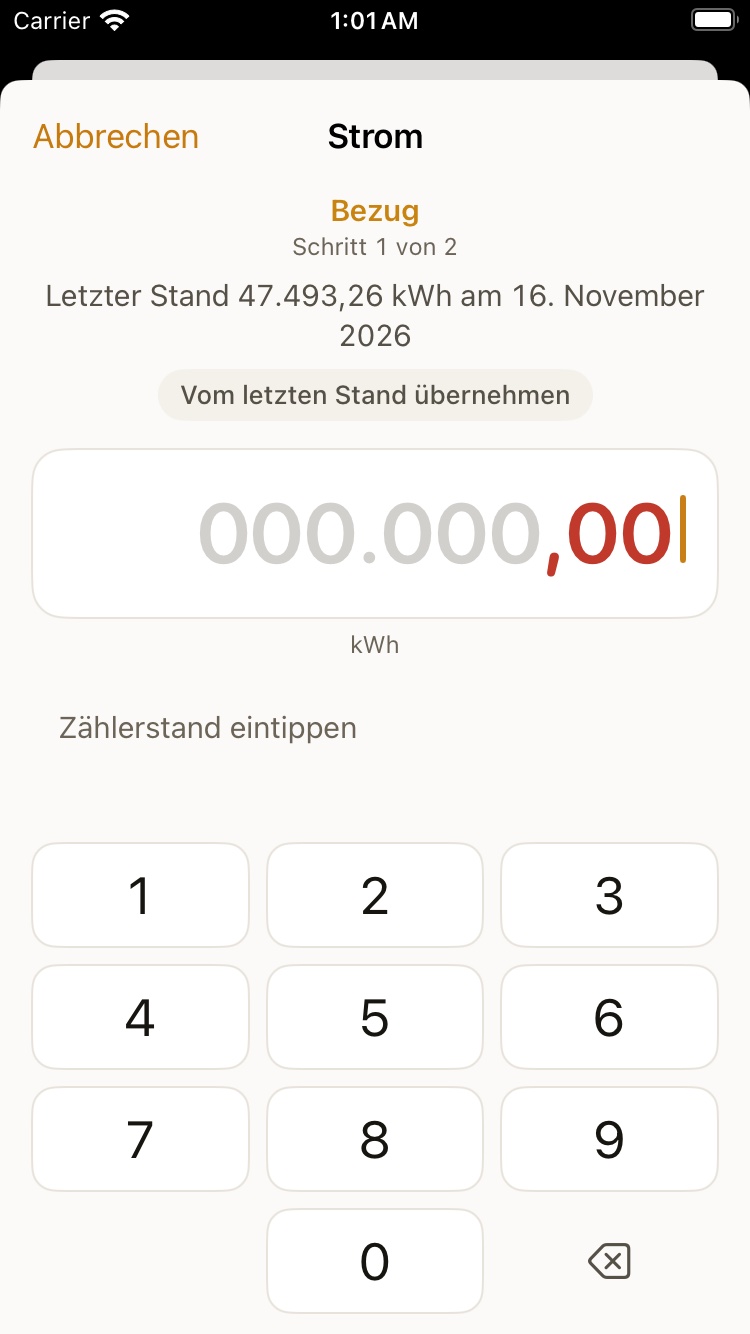 Carrier 1:01 AM
Abbrechen Strom
Bezug
Schritt 1 von 2
Letzter Stand 47.493,26 kWh am 16. November
2026
Vom letzten Stand übernehmen
000.000,00
kWh
Zählerstand eintippen
1 2 3
4 5 6
7 8 9
0